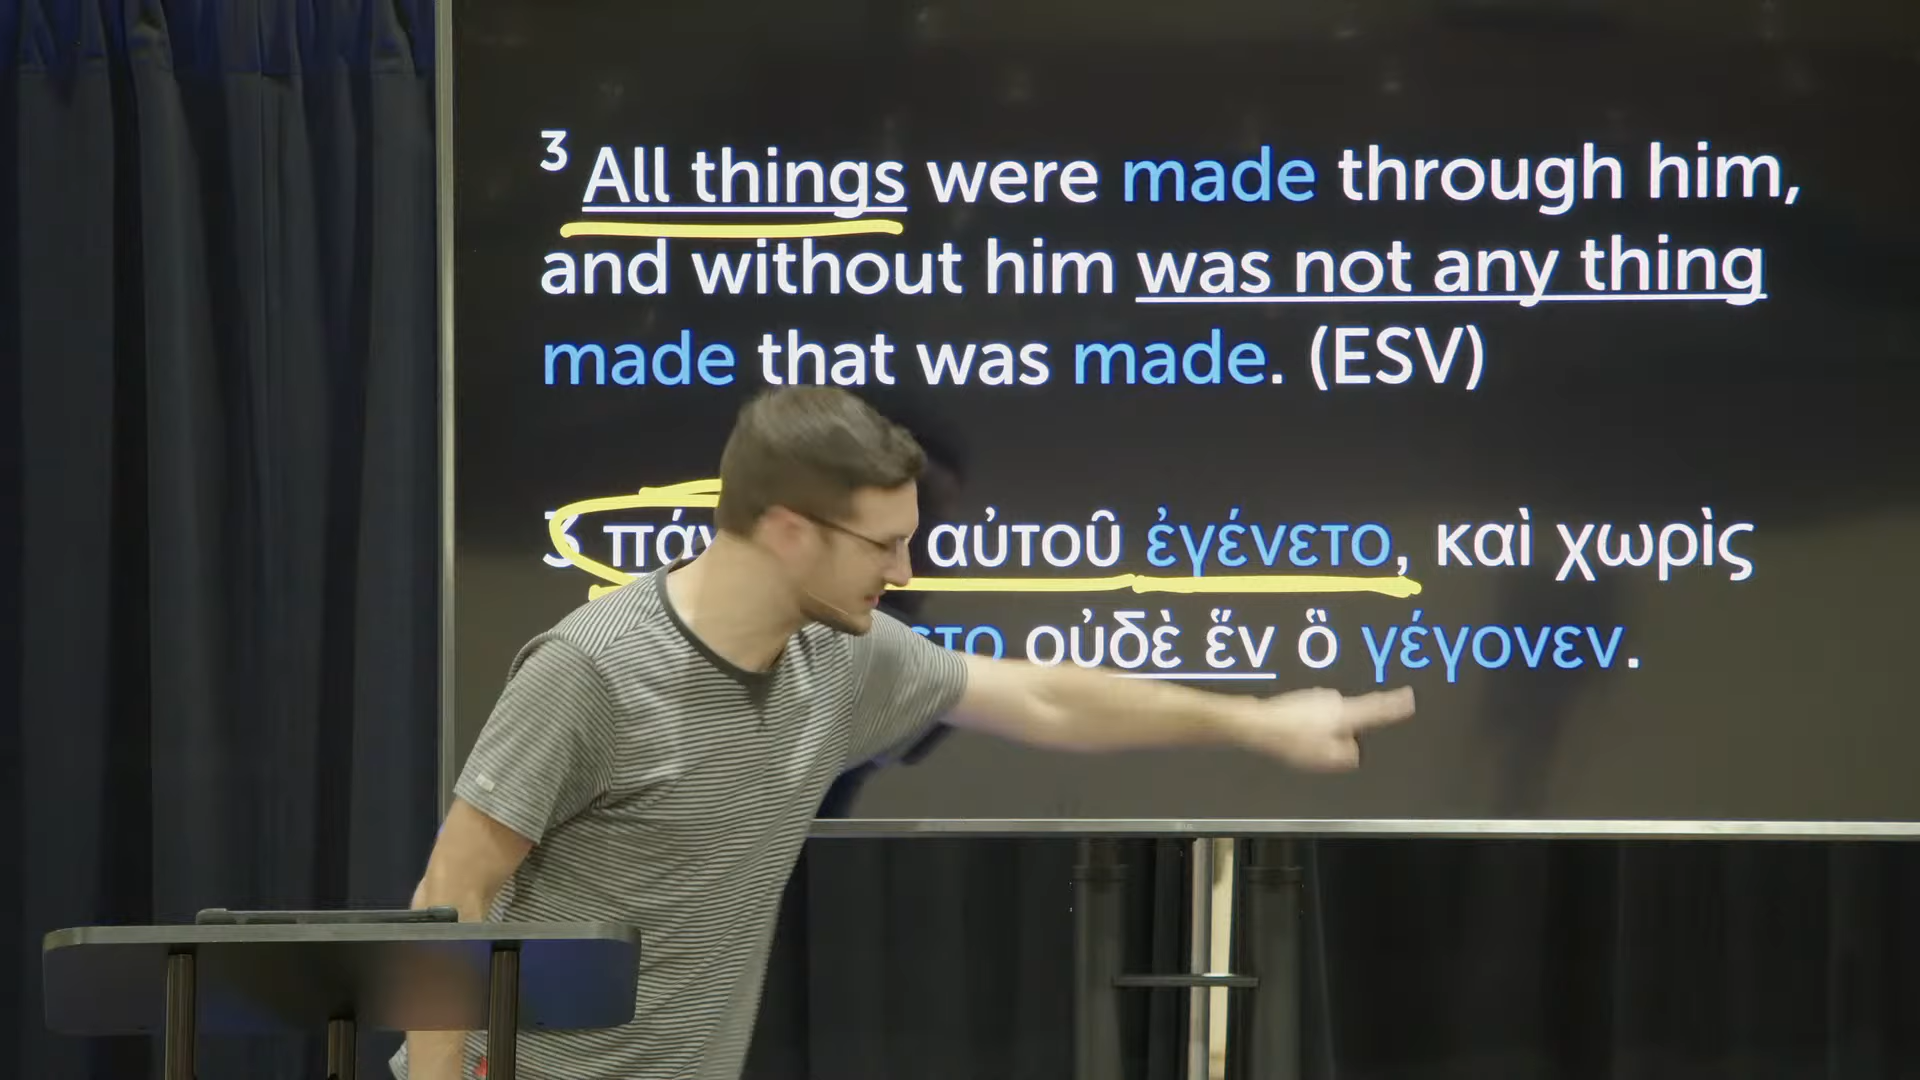 3 All things were made through him,
and without him was not any thing
made that was made. (ESV)
3 αὐτοῦ ἐγένετο, καὶ χωρὶς
οὐδὲ ἕν ὃ γέγονεν.